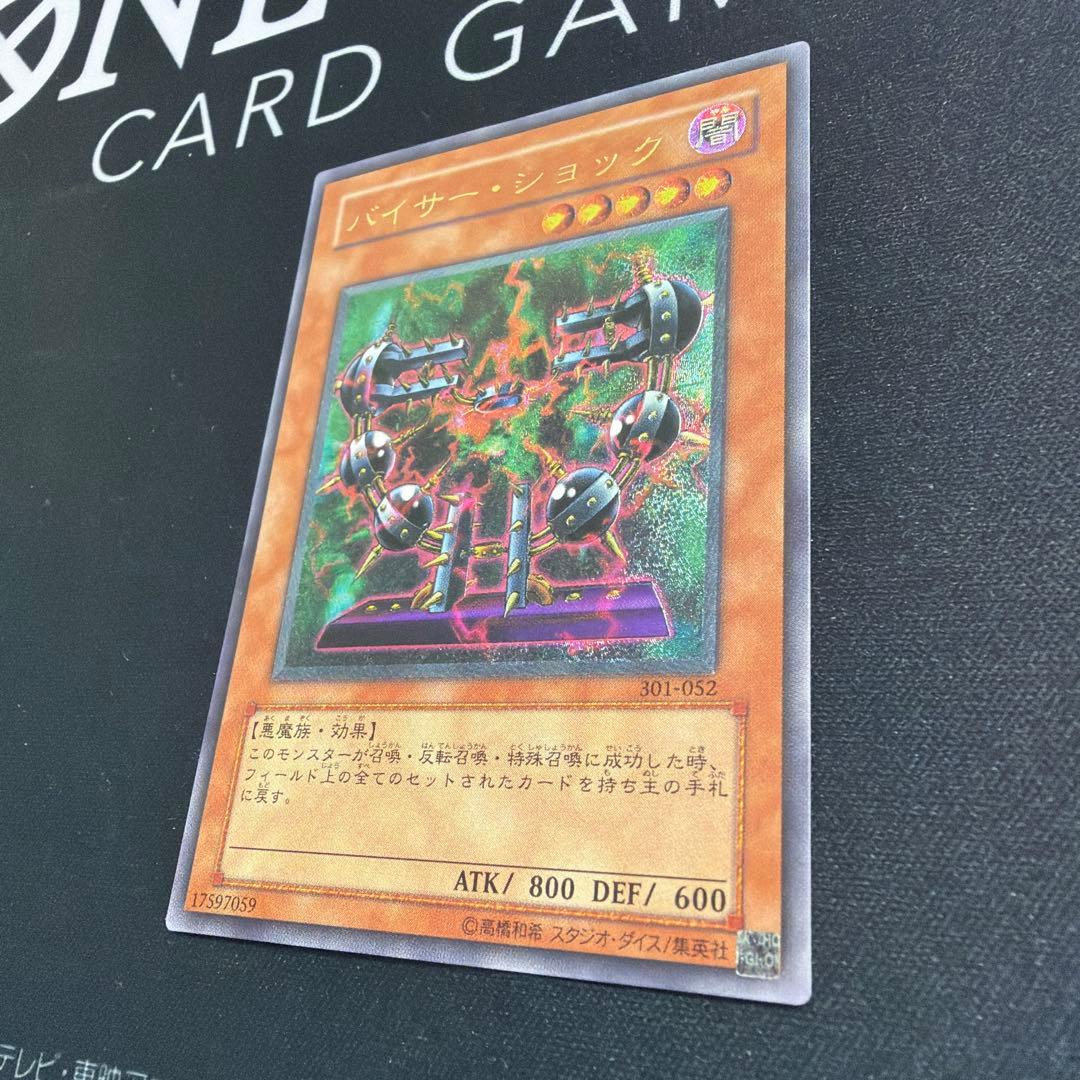 ONE
CARD GAM
バイサー・ショック
闇
301-052
【悪魔族・効果】
このモンスターが召喚・反転召喚・特殊召喚に成功した時、
フィールド上の全てのセットされたカードを持ち主の手札
に戻す。
ATK/ 800 DEF/ 600
17597059
©高橋和希 スタジオ・ダイス/集英社
テレビ・東映ア